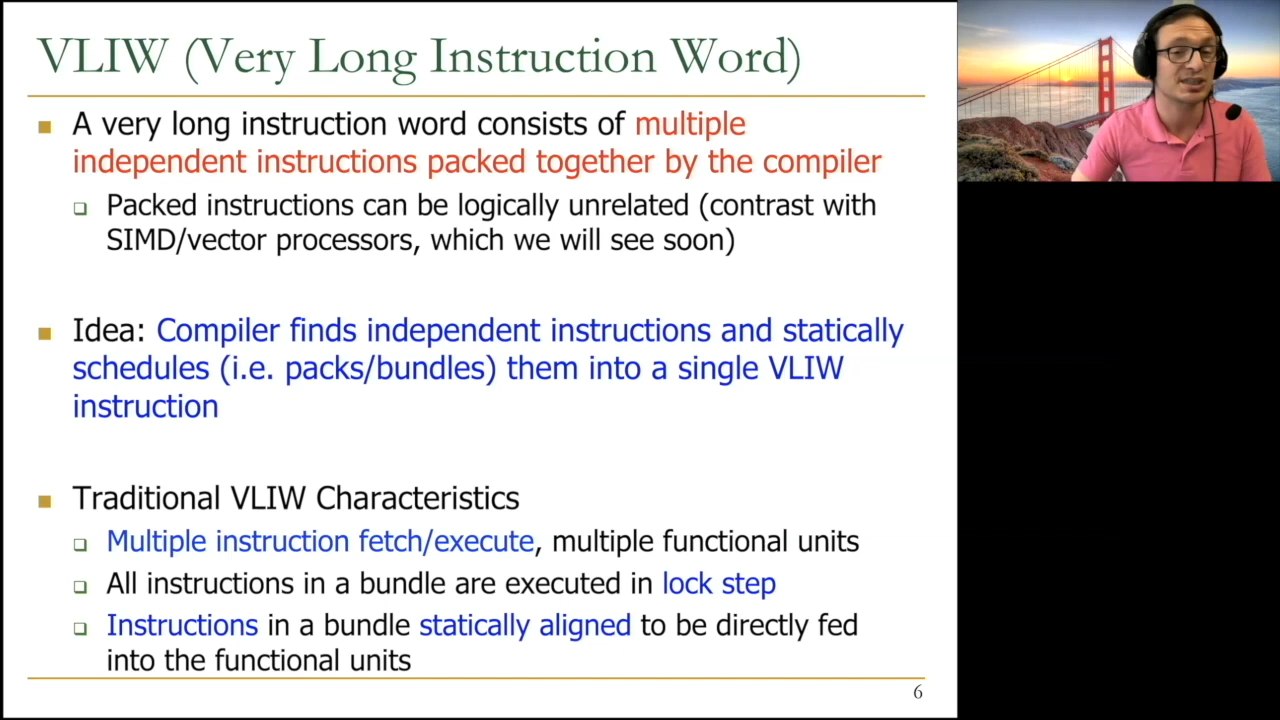 VLIW (Very Long Instruction Word)
A very long instruction word consists of multiple
independent instructions packed together by the compiler
Packed instructions can be logically unrelated (contrast with
SIMD/vector processors, which we will see soon)
Idea: Compiler finds independent instructions and statically
schedules (i.e. packs/bundles) them into a single VLIW
instruction
Traditional VLIW Characteristics
Multiple instruction fetch/execute, multiple functional units
All instructions in a bundle are executed in lock step
Instructions in a bundle statically aligned to be directly fed
into the functional units
6